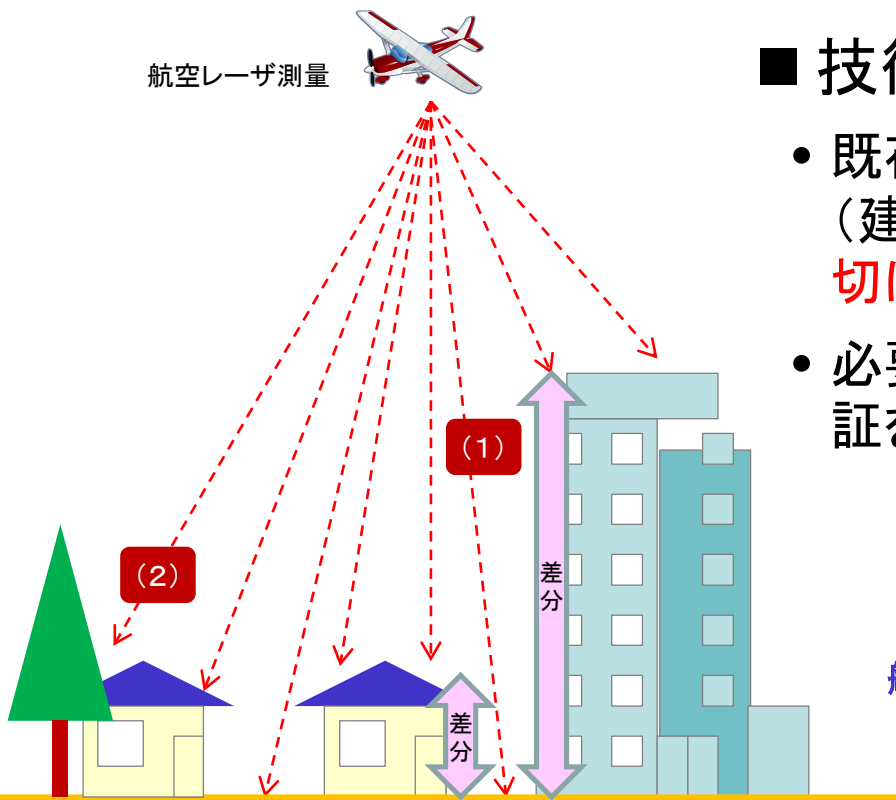 航空レーザ測量
■ 技
• 既
（建
切
• 必
証
（1）
（2）
差
分
差
分